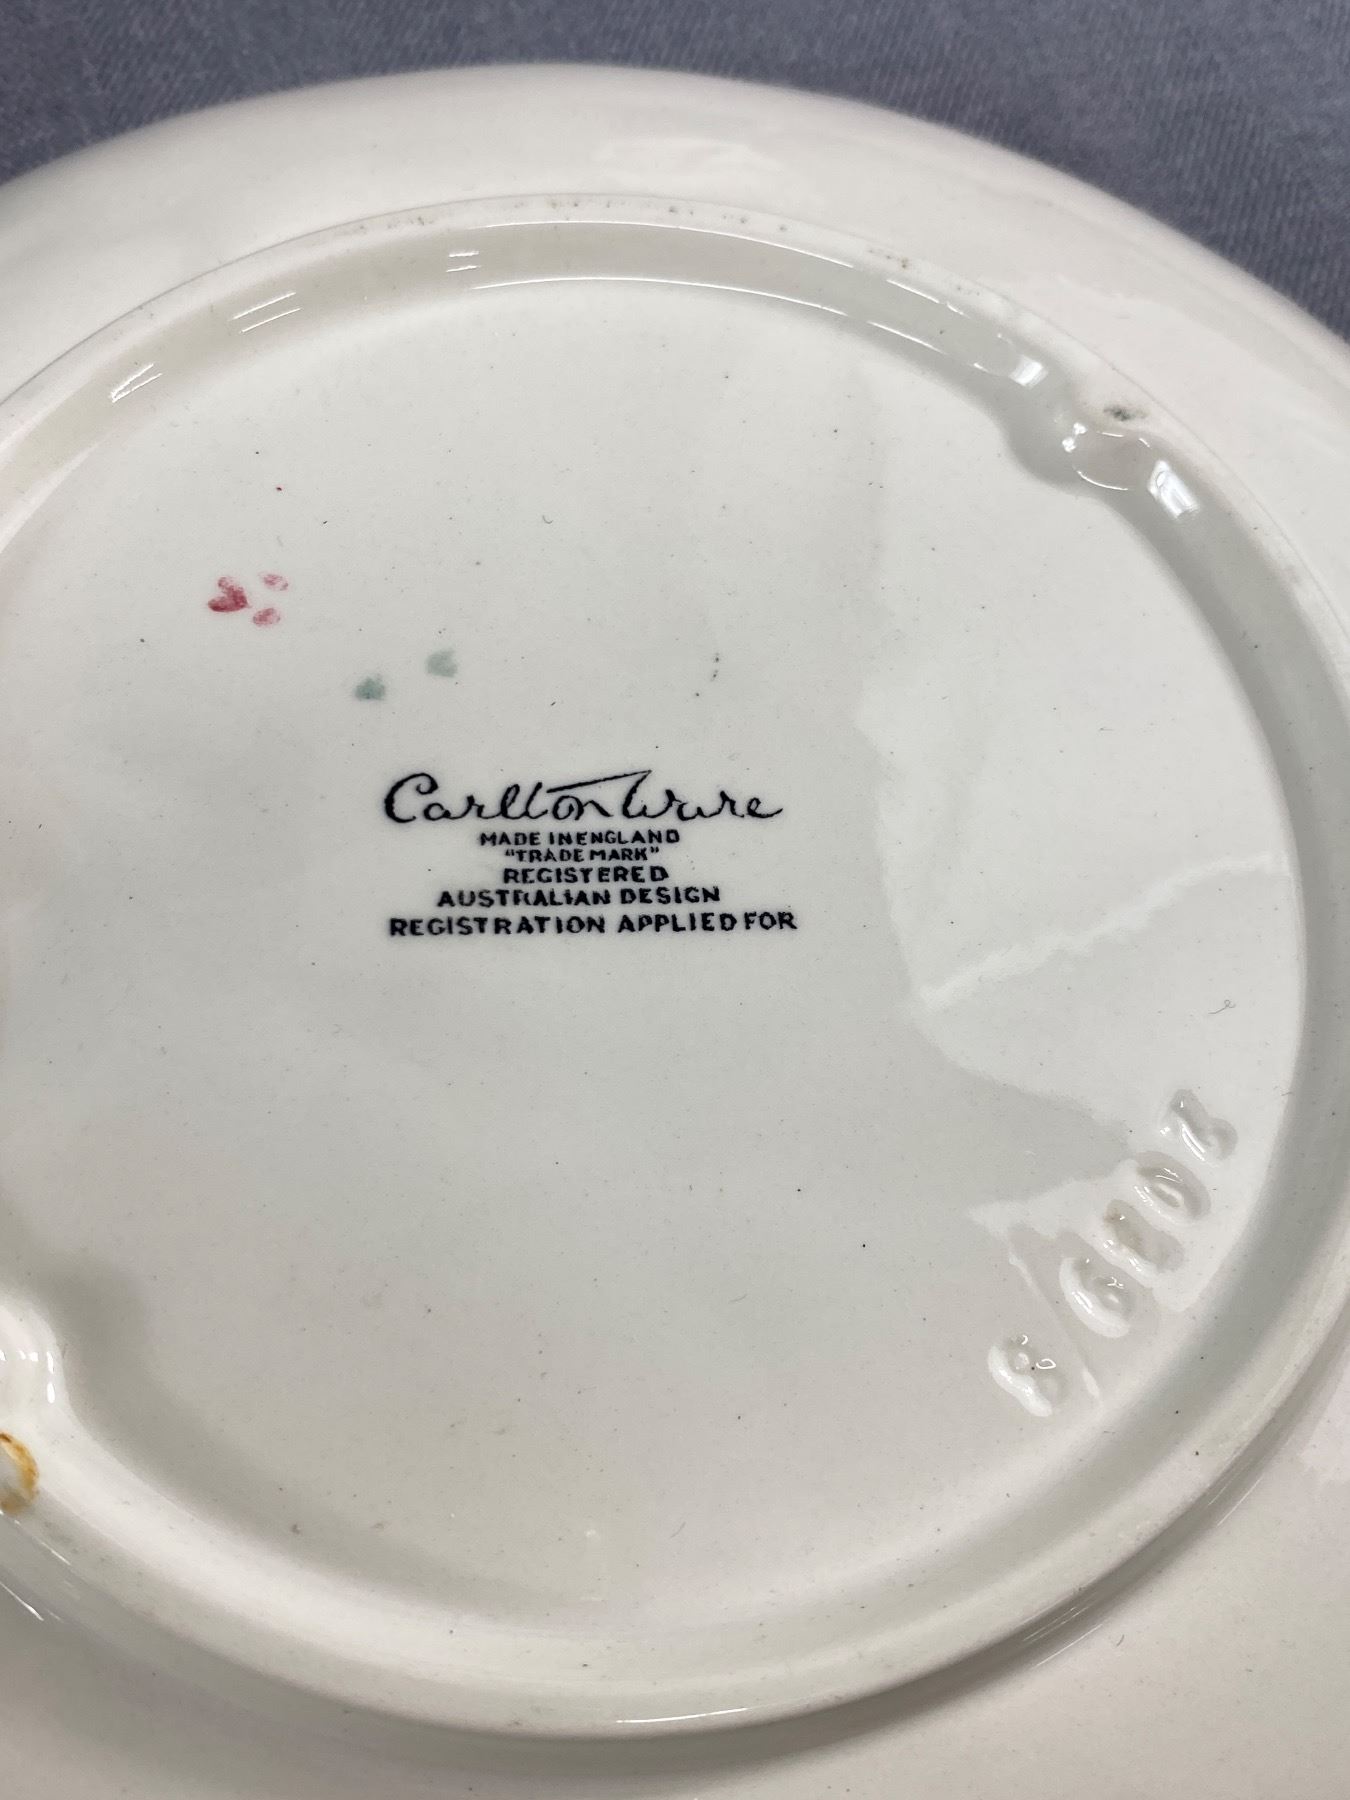 Carlton Ware
MADE IN ENGLAND
"TRADE MARK"
REGISTERED
AUSTRALIAN DESIGN
REGISTRATION APPLIED FOR